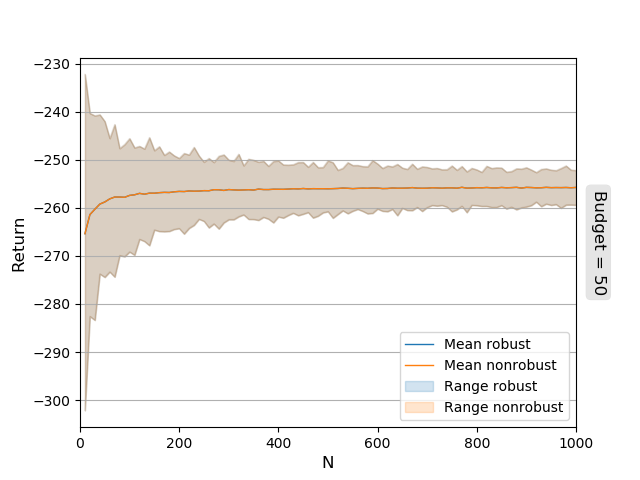 −230
−240
−250
−260
−270
−280
−290
−300
Return
0
200
400
600
800
1000
N
Budget = 50
Mean robust
Mean nonrobust
Range robust
Range nonrobust